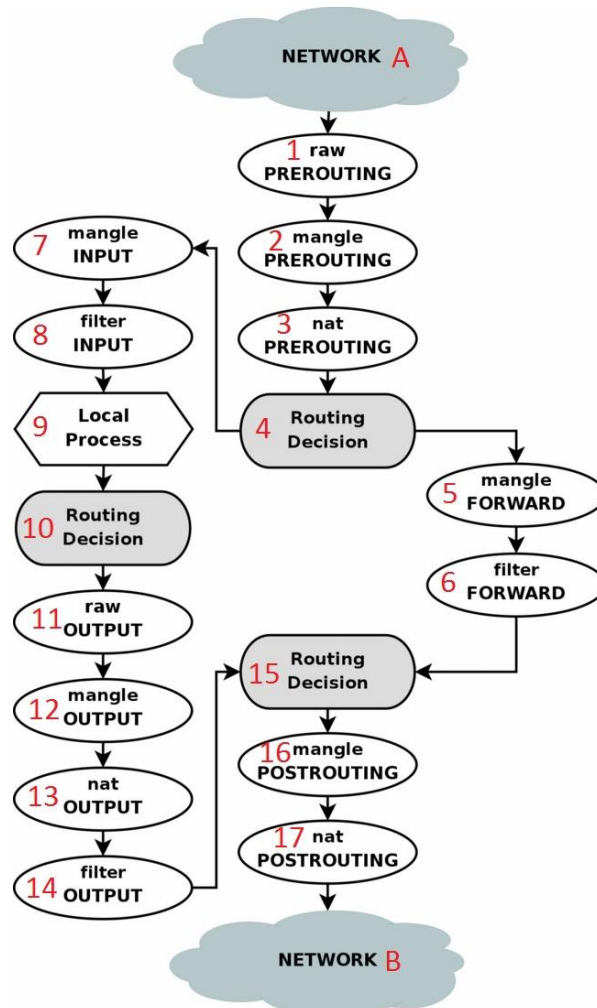 NETWORK A
1 raw
PREROUTING
2 mangle
PREROUTING
3 nat
PREROUTING
4 Routing
Decision
5 mangle
FORWARD
6 filter
FORWARD
7 mangle
INPUT
8 filter
INPUT
9 Local
Process
10 Routing
Decision
11 raw
OUTPUT
12 mangle
OUTPUT
13 nat
OUTPUT
14 filter
OUTPUT
15 Routing
Decision
16 mangle
POSTROUTING
17 nat
POSTROUTING
NETWORK B